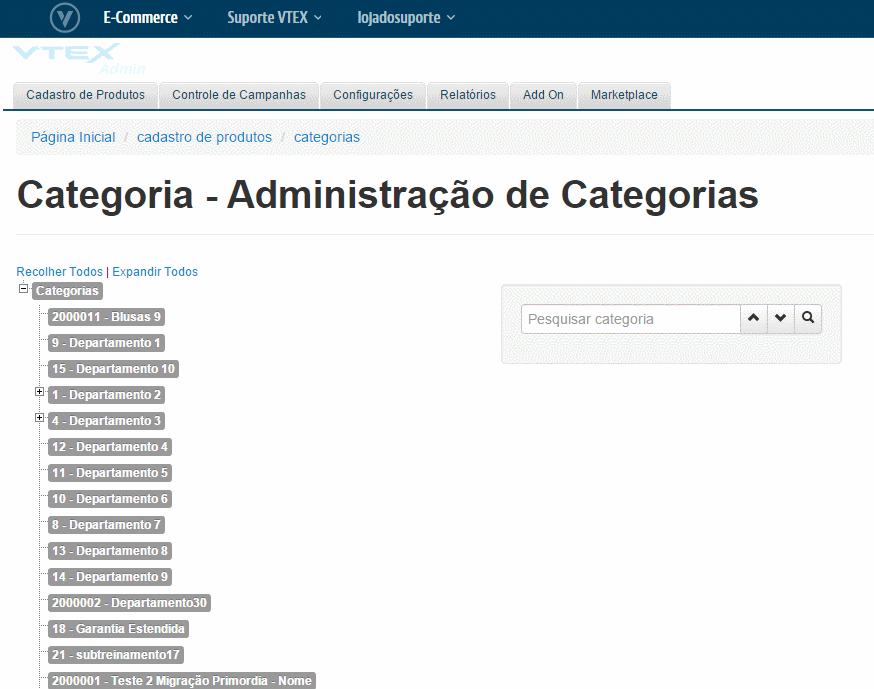 E-Commerce Suporte VTEX lojadosuporte
VTEX
Admin
Cadastro de Produtos Controle de Campanhas Configurações Relatórios Add On Marketplace
Página Inicial / cadastro de produtos / categorias
Categoria - Administração de Categorias
Recolher Todos | Expandir Todos
Categorias
Pesquisar categoria
2000011 - Blusas 9
9 - Departamento 1
15 - Departamento 10
1 - Departamento 2
4 - Departamento 3
12 - Departamento 4
11 - Departamento 5
10 - Departamento 6
8 - Departamento 7
13 - Departamento 8
14 - Departamento 9
2000002 - Departamento30
18 - Garantia Estendida
21 - subtreinamento17
2000001 - Teste 2 Migração Primordia - Nome